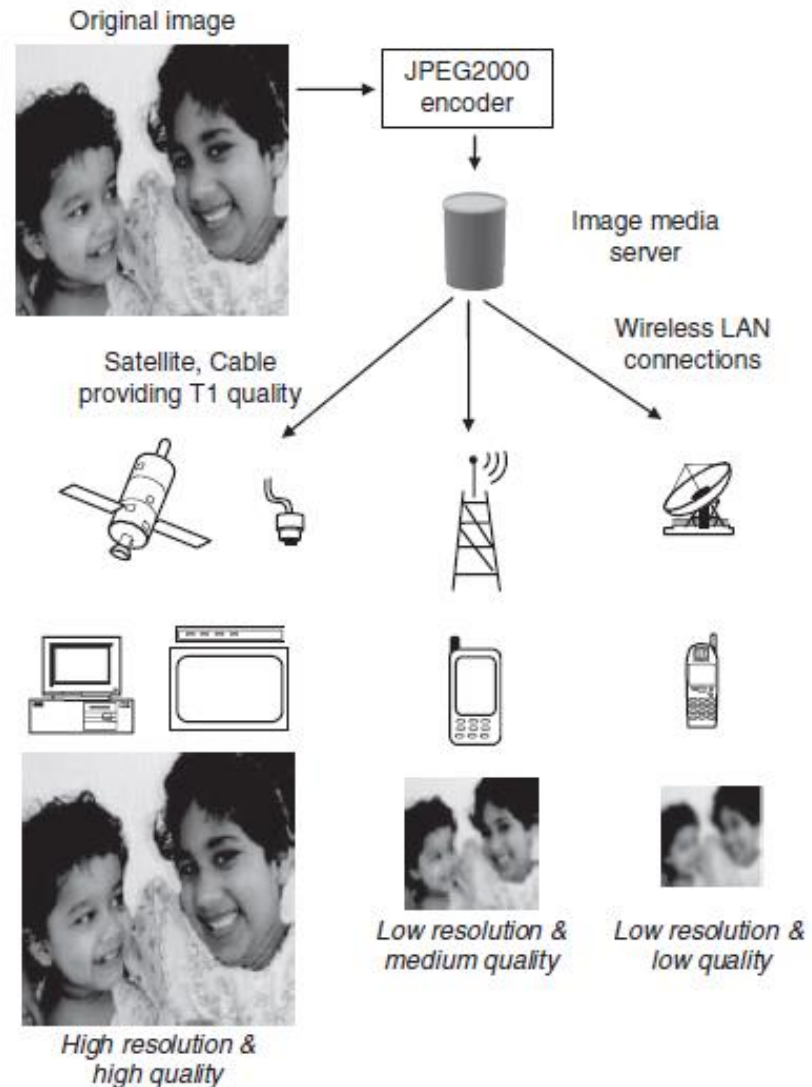 Original image
JPEG2000
encoder
Image media
server
Wireless LAN
connections
Satellite, Cable
providing T1 quality
Low resolution &
medium quality
Low resolution &
low quality
High resolution &
high quality